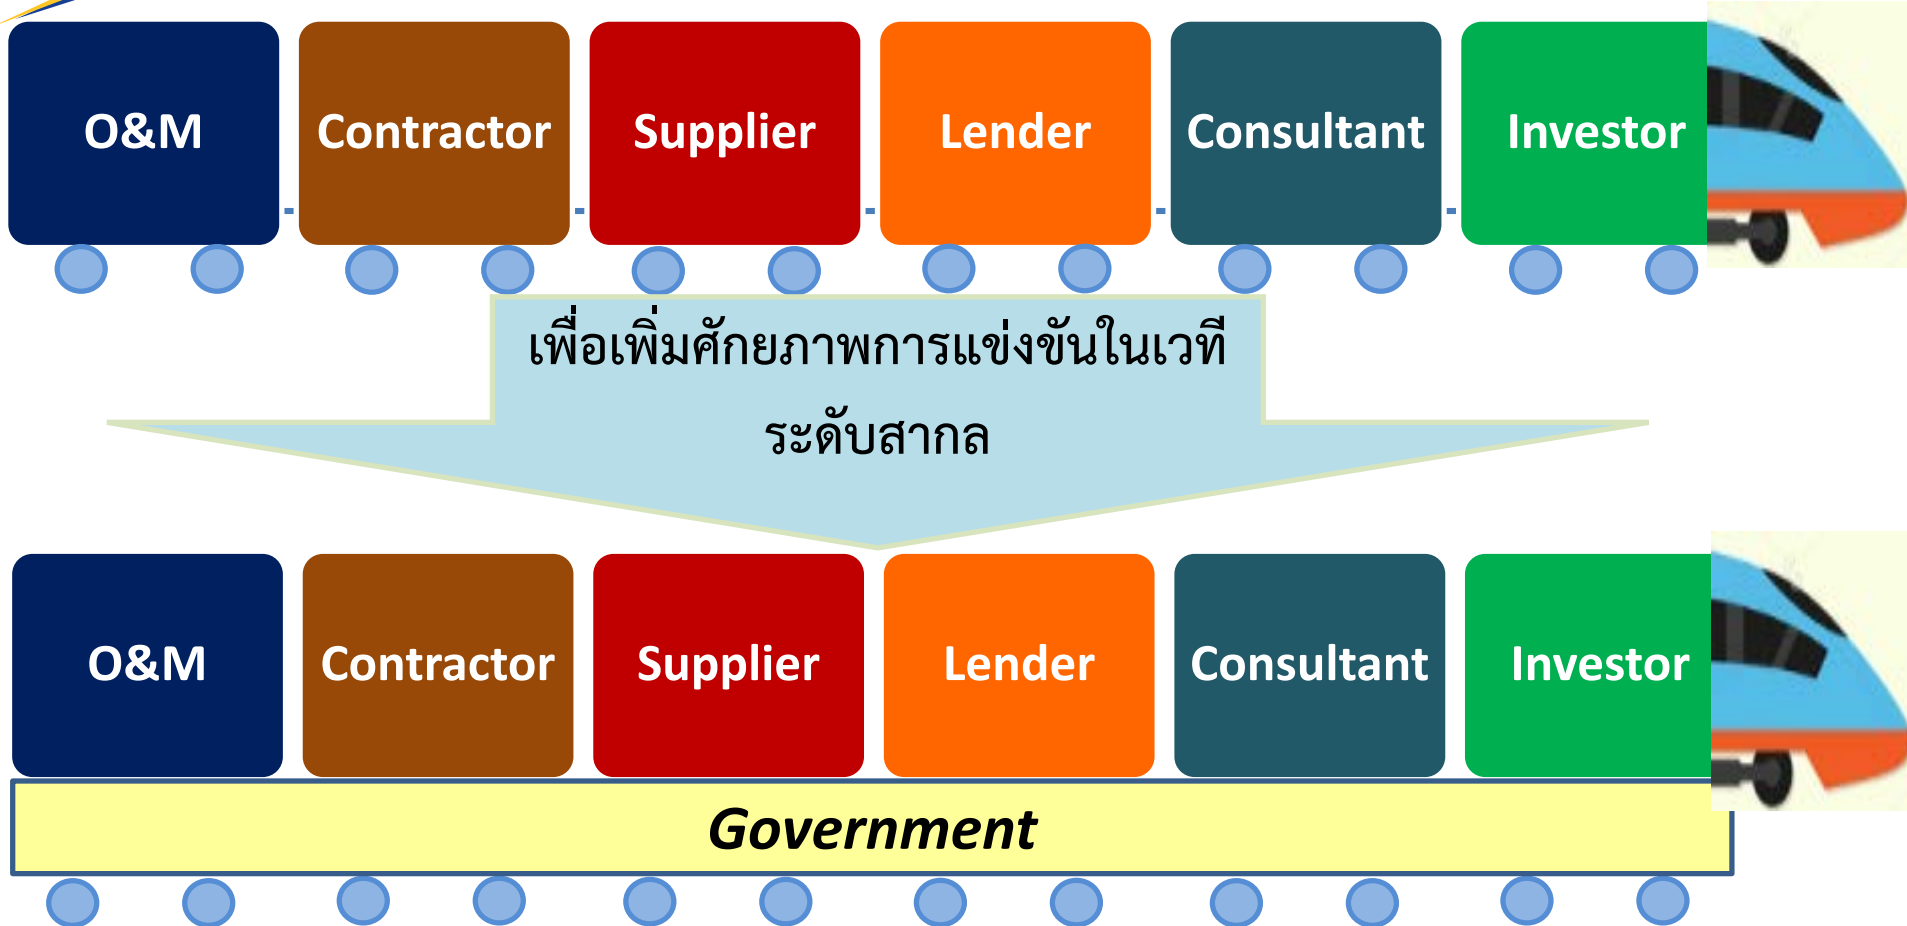 O&M Contractor Supplier Lender Consultant Investor
เพื่อเพิ่มศักยภาพการแข่งขันในเวที
ระดับสากล
O&M Contractor Supplier Lender Consultant Investor
Government